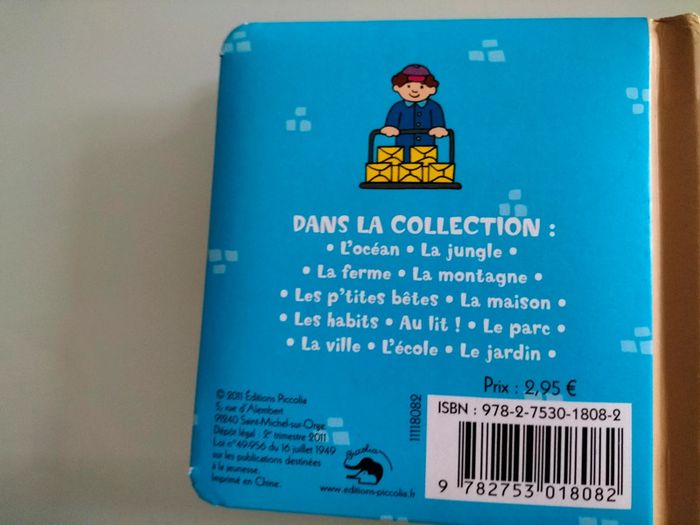 DANS LA COLLECTION :
• L'océan • La jungle •
• La ferme • La montagne •
• Les p'tites bêtes • La maison •
• Les habits • Au lit ! • Le parc •
• La ville • L'école • Le jardin •
© 2011 Éditions Piccolia
5, rue d'Alembert
91240 Saint-Michel-sur-Orge
Dépôt légal : 2e trimestre 2011
Loi n°49-956 du 16 juillet 1949
sur les publications destinées
à la jeunesse.
Imprimé en Chine.
piccolia
www.editions-piccolia.fr
11118082
Prix : 2,95 €
ISBN : 978-2-7530-1808-2
9 782753 018082